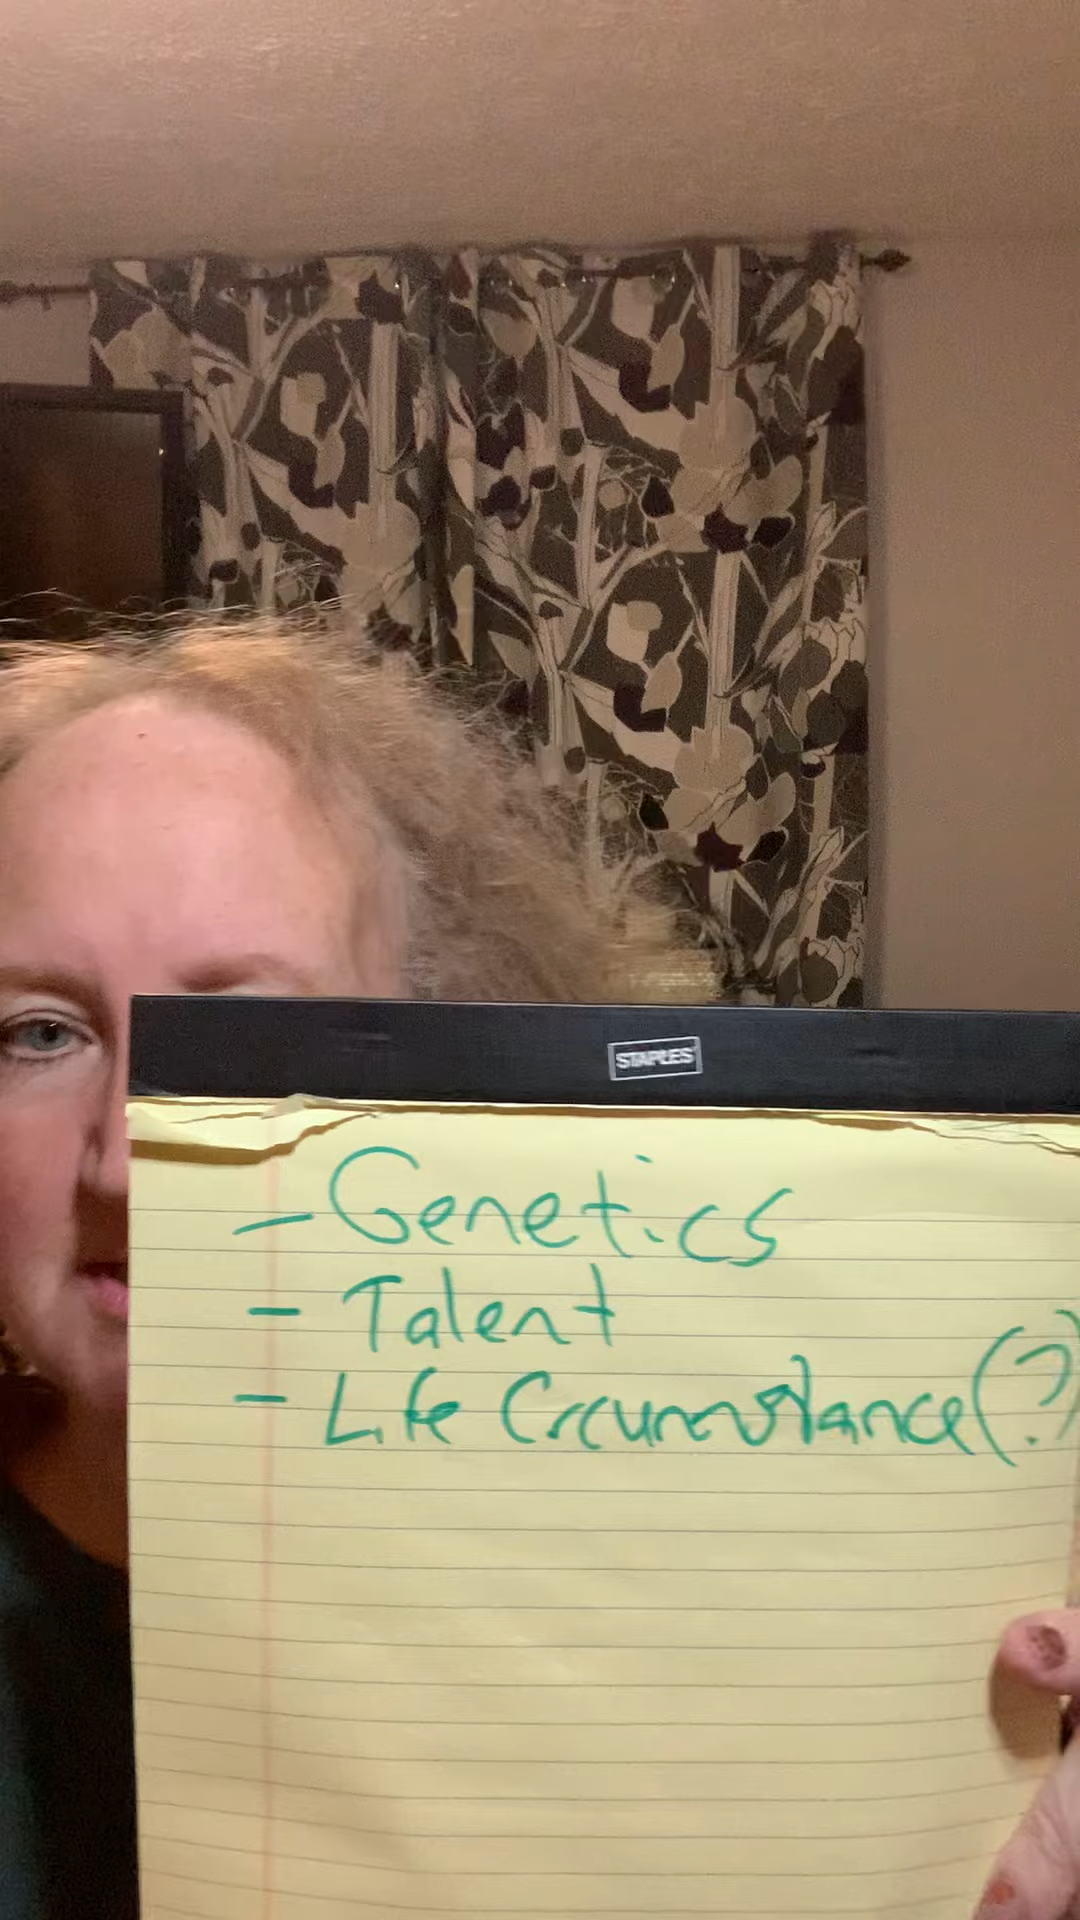 STAPLES
- Genetics
- Talent
- Life Circumstance (?)